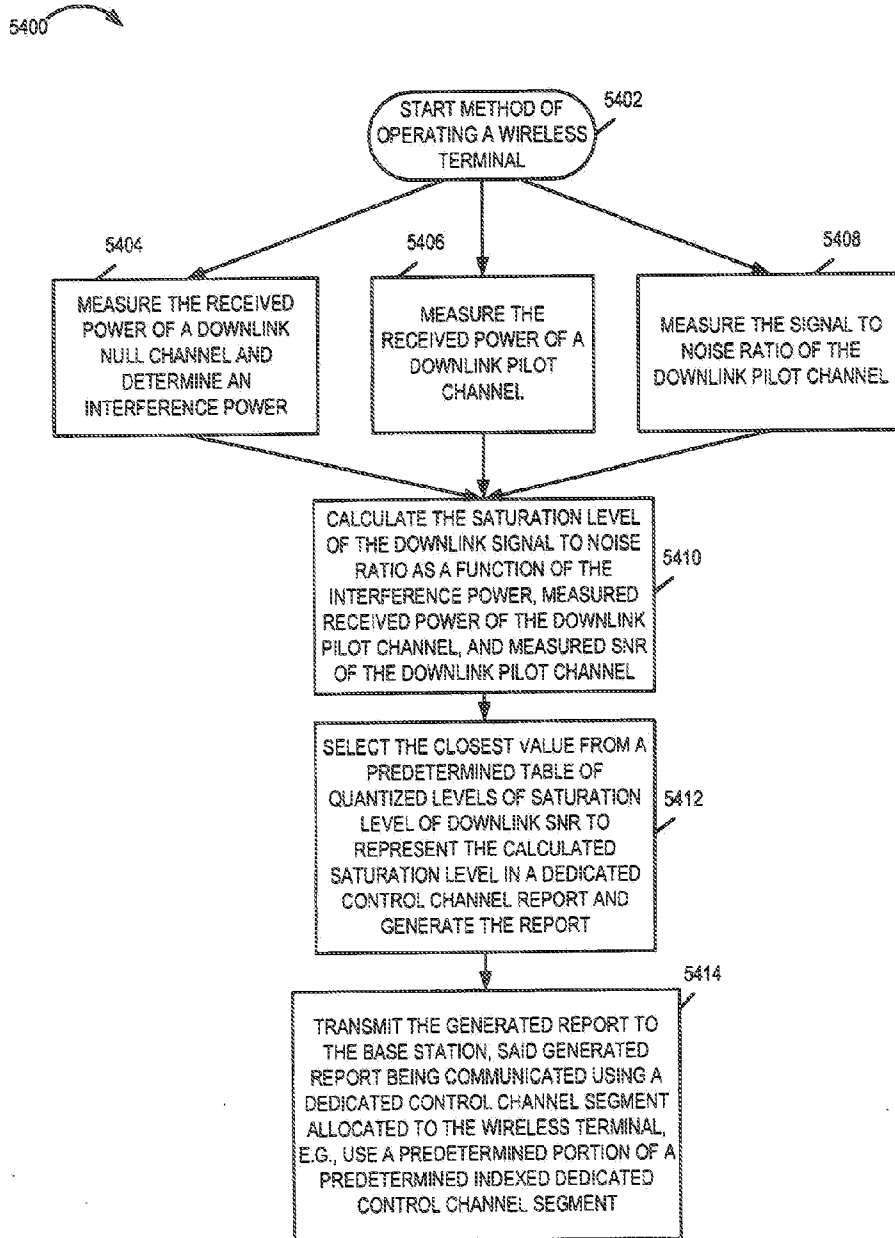 5400
START METHOD OF
OPERATING A WIRELESS
TERMINAL
5402
5404
MEASURE THE RECEIVED
POWER OF A DOWNLINK
NULL CHANNEL AND
DETERMINE AN
INTERFERENCE POWER
5406
MEASURE THE
RECEIVED POWER OF A
DOWNLINK PILOT
CHANNEL
5408
MEASURE THE SIGNAL TO
NOISE RATIO OF THE
DOWNLINK PILOT CHANNEL
CALCULATE THE SATURATION LEVEL
OF THE DOWNLINK SIGNAL TO NOISE
RATIO AS A FUNCTION OF THE
INTERFERENCE POWER, MEASURED
RECEIVED POWER OF THE DOWNLINK
PILOT CHANNEL, AND MEASURED SNR
OF THE DOWNLINK PILOT CHANNEL
5410
SELECT THE CLOSEST VALUE FROM A
PREDETERMINED TABLE OF
QUANTIZED LEVELS OF SATURATION
LEVEL OF DOWNLINK SNR TO
REPRESENT THE CALCULATED
SATURATION LEVEL IN A DEDICATED
CONTROL CHANNEL REPORT AND
GENERATE THE REPORT
5412
5414
TRANSMIT THE GENERATED REPORT TO
THE BASE STATION, SAID GENERATED
REPORT BEING COMMUNICATED USING A
DEDICATED CONTROL CHANNEL SEGMENT
ALLOCATED TO THE WIRELESS TERMINAL,
E.G., USE A PREDETERMINED PORTION OF A
PREDETERMINED INDEXED DEDICATED
CONTROL CHANNEL SEGMENT